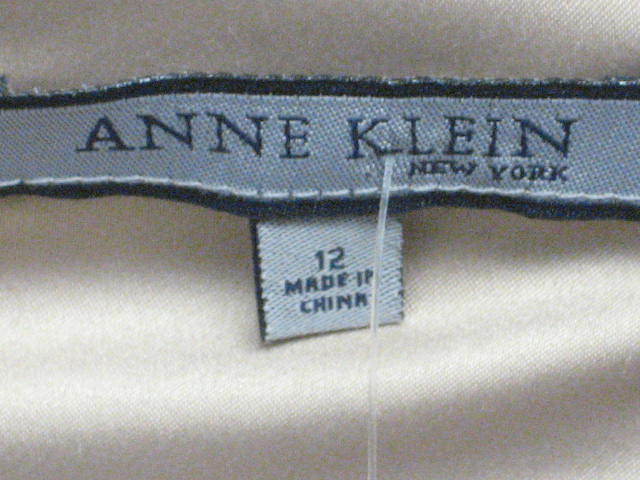 ANNE KLEIN
NEW YORK
12
MADE IN
CHINA